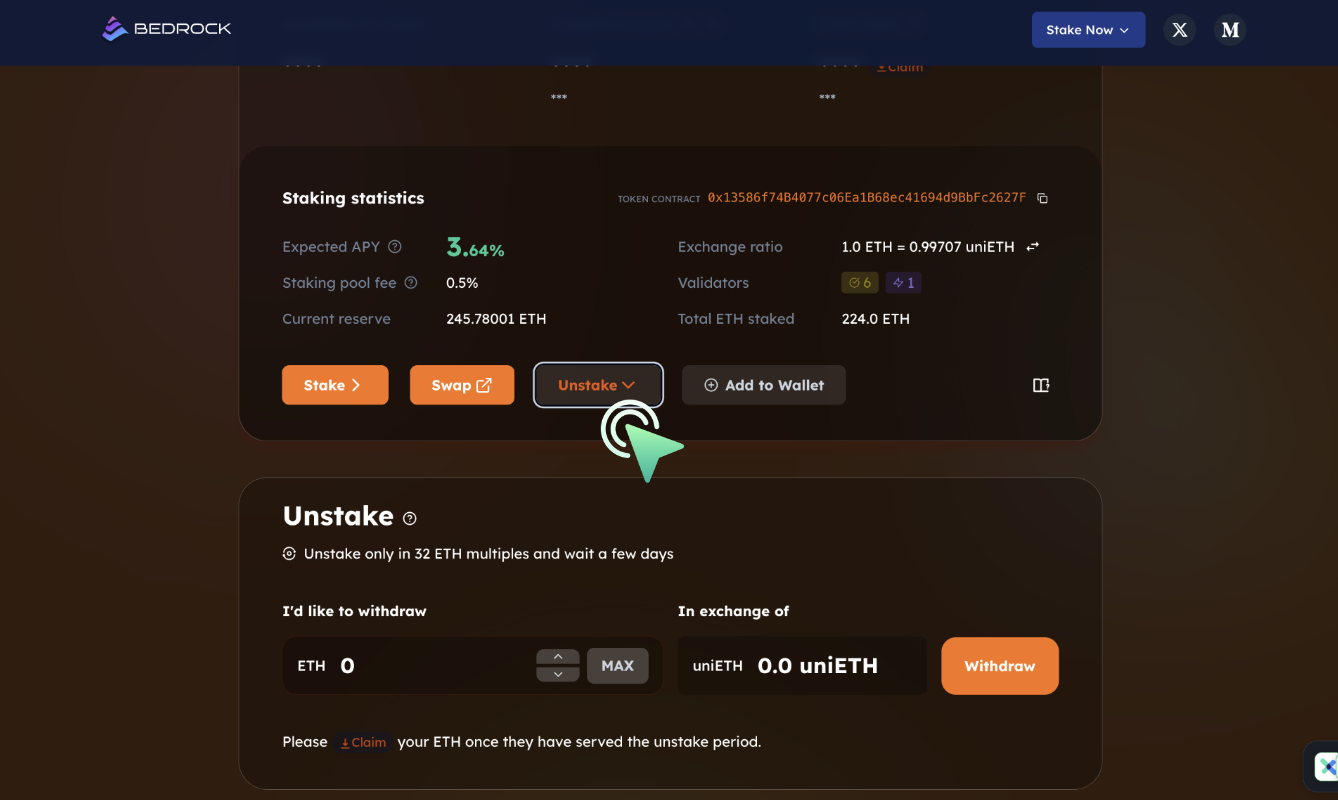 BEDROCK
Stake Now
X
M
Claim
***
***
Staking statistics
TOKEN CONTRACT 0x13586f74B4077c06Ea1B68ec41694d9BbFc2627F
Expected APY ? 3.64%
Exchange ratio 1.0 ETH = 0.99707 uniETH
Staking pool fee ? 0.5%
Validators 6 1
Current reserve 245.78001 ETH
Total ETH staked 224.0 ETH
Stake Swap Unstake Add to Wallet
Unstake ?
Unstake only in 32 ETH multiples and wait a few days
I'd like to withdraw
In exchange of
ETH 0 MAX
uniETH 0.0 uniETH
Withdraw
Please Claim your ETH once they have served the unstake period.